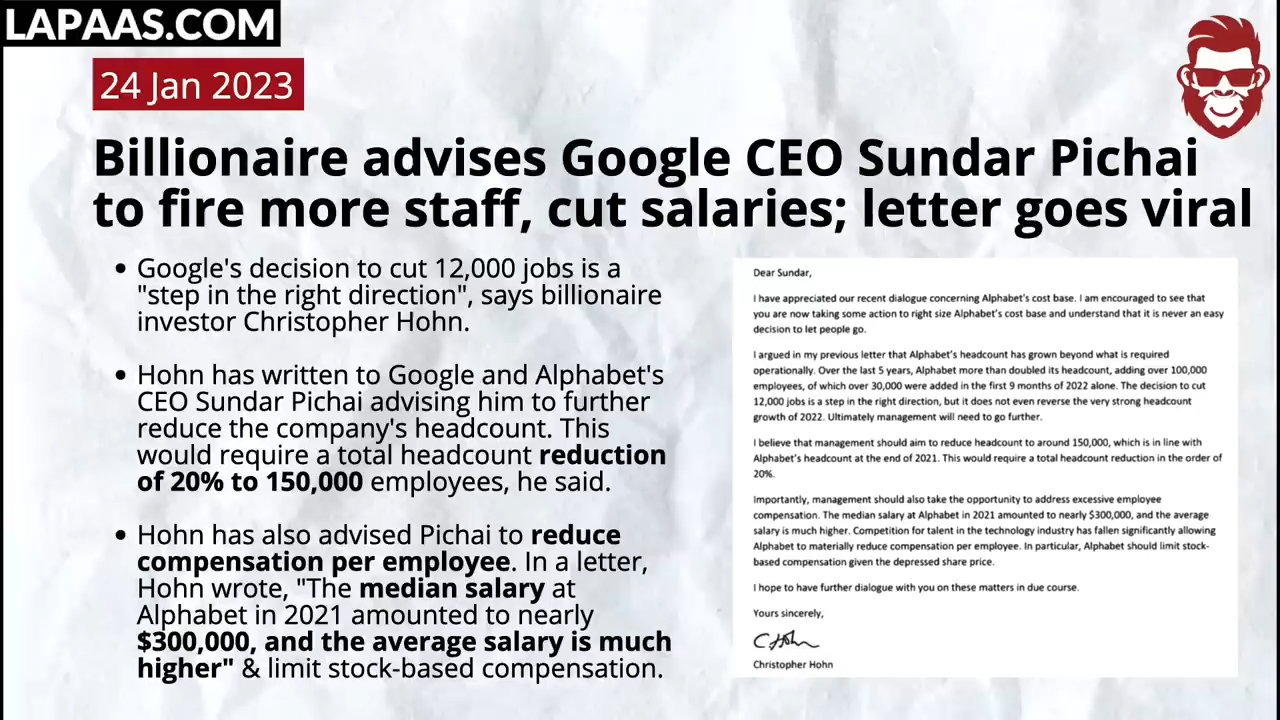 LAPAAS.COM
24 Jan 2023
Billionaire advises Google CEO Sundar Pichai
to fire more staff, cut salaries; letter goes viral
• Google's decision to cut 12,000 jobs is a
"step in the right direction", says billionaire
investor Christopher Hohn.
• Hohn has written to Google and Alphabet's
CEO Sundar Pichai advising him to further
reduce the company's headcount. This
would require a total headcount reduction
of 20% to 150,000 employees, he said.
• Hohn has also advised Pichai to reduce
compensation per employee. In a letter,
Hohn wrote, "The median salary at
Alphabet in 2021 amounted to nearly
$300,000, and the average salary is much
higher" & limit stock-based compensation.
Dear Sundar,
I have appreciated our recent dialogue concerning Alphabet's cost base. I am encouraged to see that
you are now taking some action to right size Alphabet's cost base and understand that it is never an easy
decision to let people go.
I argued in my previous letter that Alphabet's headcount has grown beyond what is required
operationally. Over the last 5 years, Alphabet more than doubled its headcount, adding over 100,000
employees, of which over 30,000 were added in the first 9 months of 2022 alone. The decision to cut
12,000 jobs is a step in the right direction, but it does not even reverse the very strong headcount
growth of 2022. Ultimately management will need to go further.
I believe that management should aim to reduce headcount to around 150,000, which is in line with
Alphabet's headcount at the end of 2021. This would require a total headcount reduction in the order of
20%.
Importantly, management should also take the opportunity to address excessive employee
compensation. The median salary at Alphabet in 2021 amounted to nearly $300,000, and the average
salary is much higher. Competition for talent in the technology industry has fallen significantly allowing
Alphabet to materially reduce compensation per employee. In particular, Alphabet should limit stock-
based compensation given the depressed share price.
I hope to have further dialogue with you on these matters in due course.
Yours sincerely,
C Hohn
Christopher Hohn